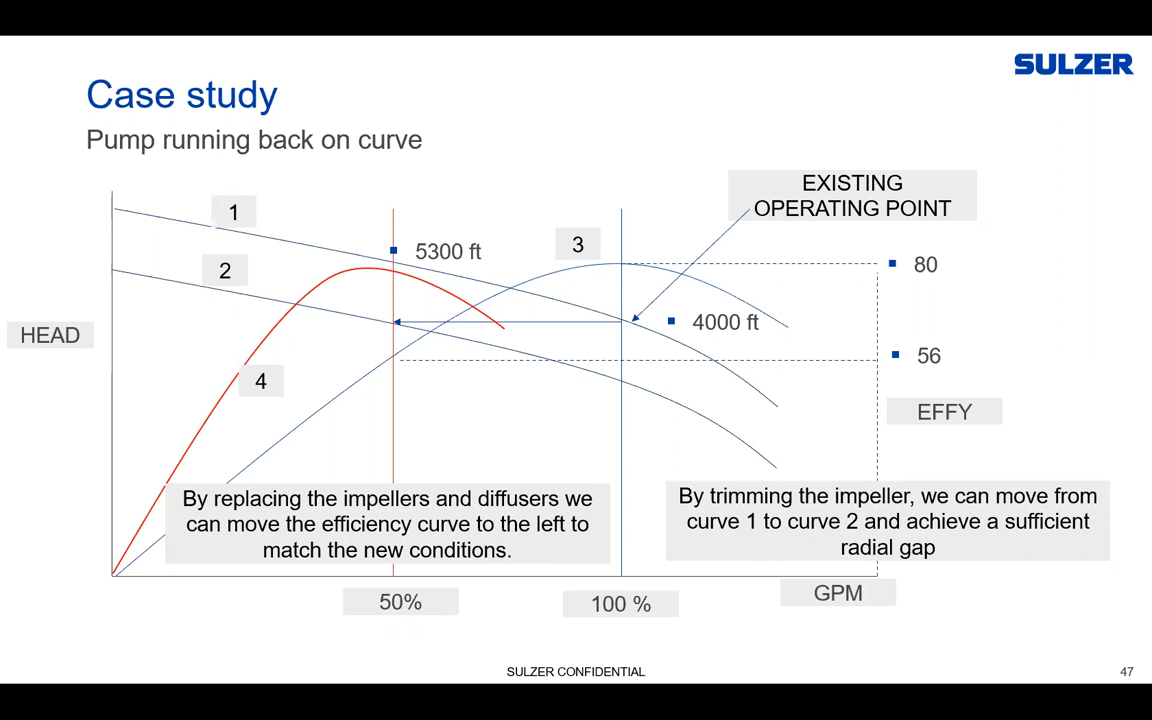 SULZER
Case study
Pump running back on curve
EXISTING
OPERATING POINT
1
2
3
4
5300 ft
4000 ft
80
56
HEAD
EFFY
By replacing the impellers and diffusers we
can move the efficiency curve to the left to
match the new conditions.
By trimming the impeller, we can move from
curve 1 to curve 2 and achieve a sufficient
radial gap
50%
100 %
GPM
SULZER CONFIDENTIAL
47